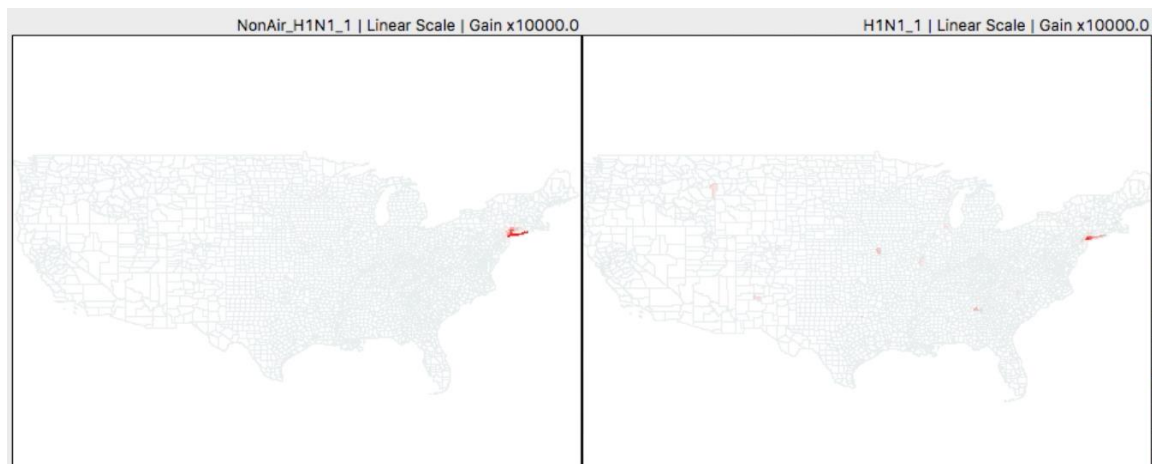 NonAir_H1N1_1 | Linear Scale | Gain x10000.0
H1N1_1 | Linear Scale | Gain x10000.0